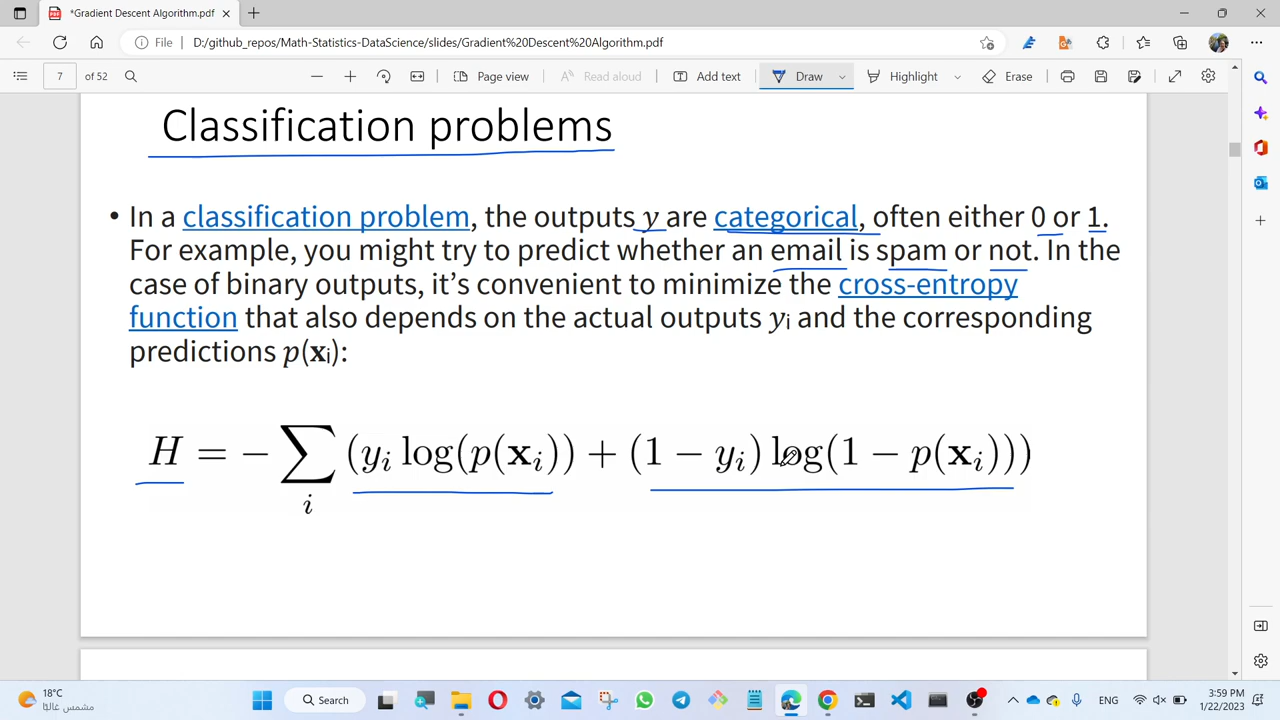 *Gradient Descent Algorithm.pdf
File D:/github_repos/Math-Statistics-DataScience/slides/Gradient%20Descent%20Algorithm.pdf
7 of 52 Page view Read aloud Add text Draw Highlight Erase
Classification problems
• In a classification problem, the outputs y are categorical, often either 0 or 1.
For example, you might try to predict whether an email is spam or not. In the
case of binary outputs, it's convenient to minimize the cross-entropy
function that also depends on the actual outputs yᵢ and the corresponding
predictions p(xᵢ):
H = − ∑ᵢ (yᵢ log(p(xᵢ)) + (1 − yᵢ) log(1 − p(xᵢ)))
18°C
مشمس غالبًا
Search
ENG
3:59 PM
1/22/2023